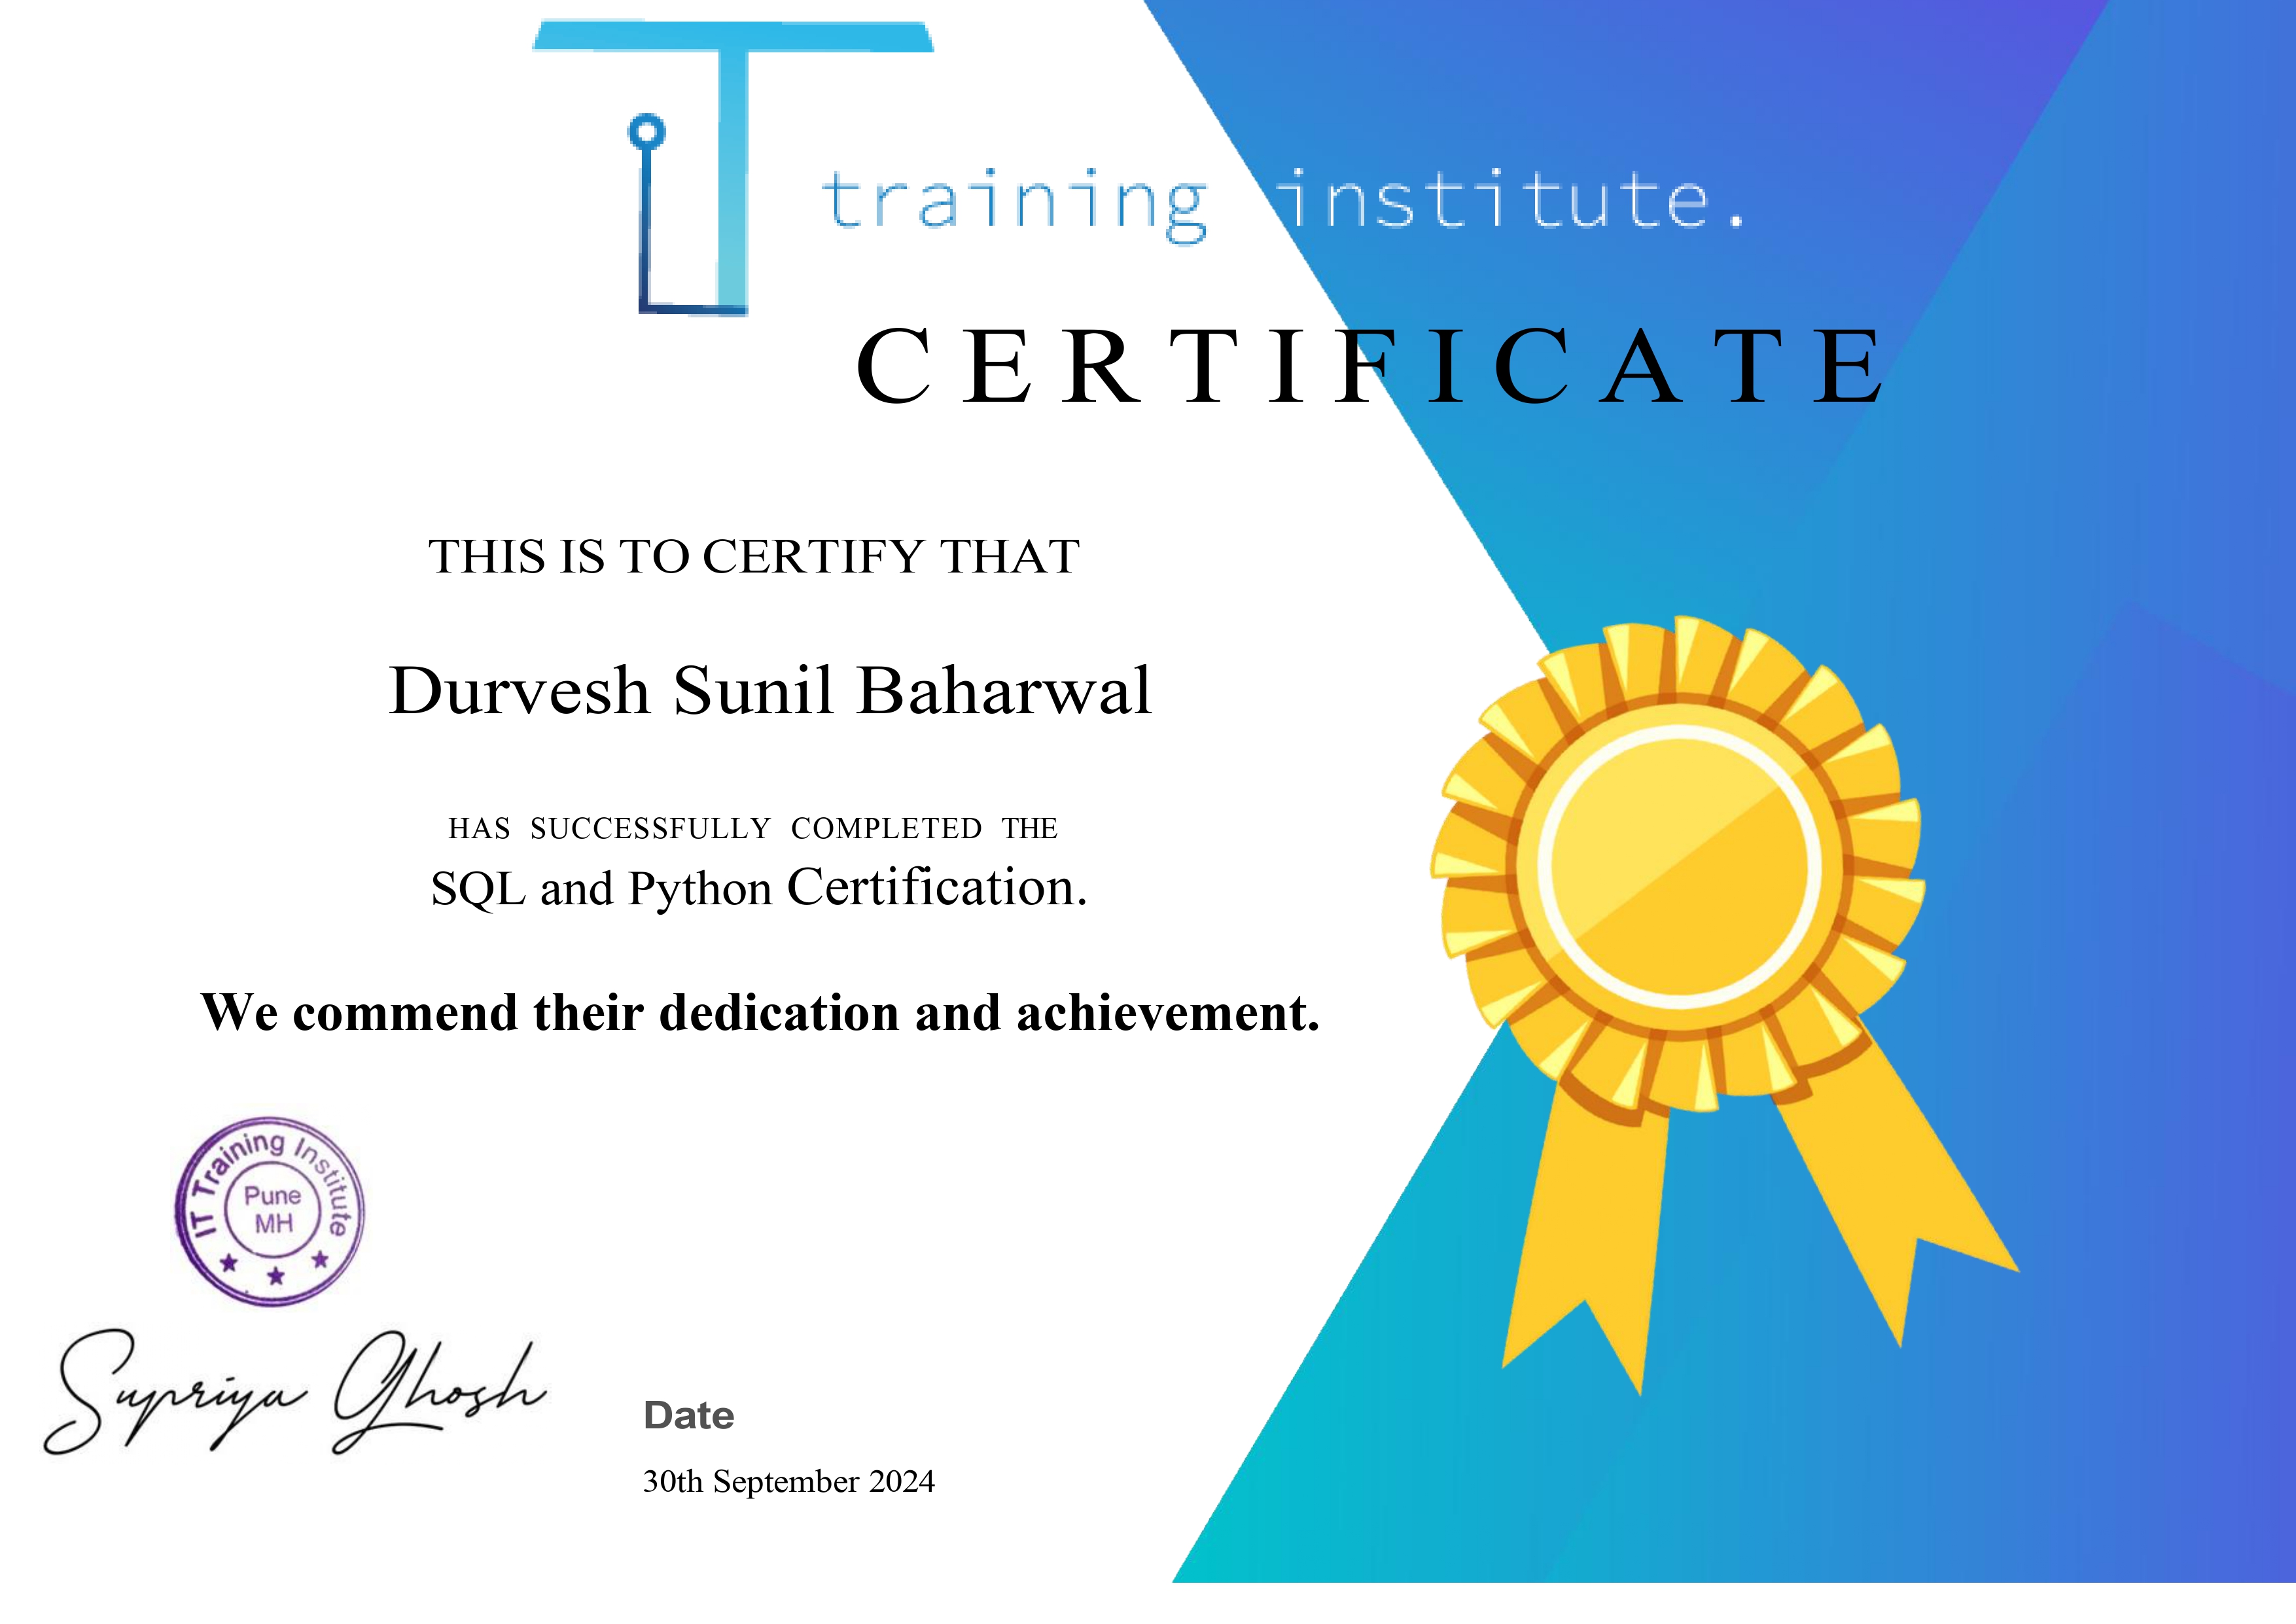 IT
training institute.
CERTIFICATE
THIS IS TO CERTIFY THAT
Durvesh Sunil Baharwal
HAS SUCCESSFULLY COMPLETED THE
SQL and Python Certification.
We commend their dedication and achievement.
IT Training Institute
Pune
MH
Supriya Ghosh
Date
30th September 2024